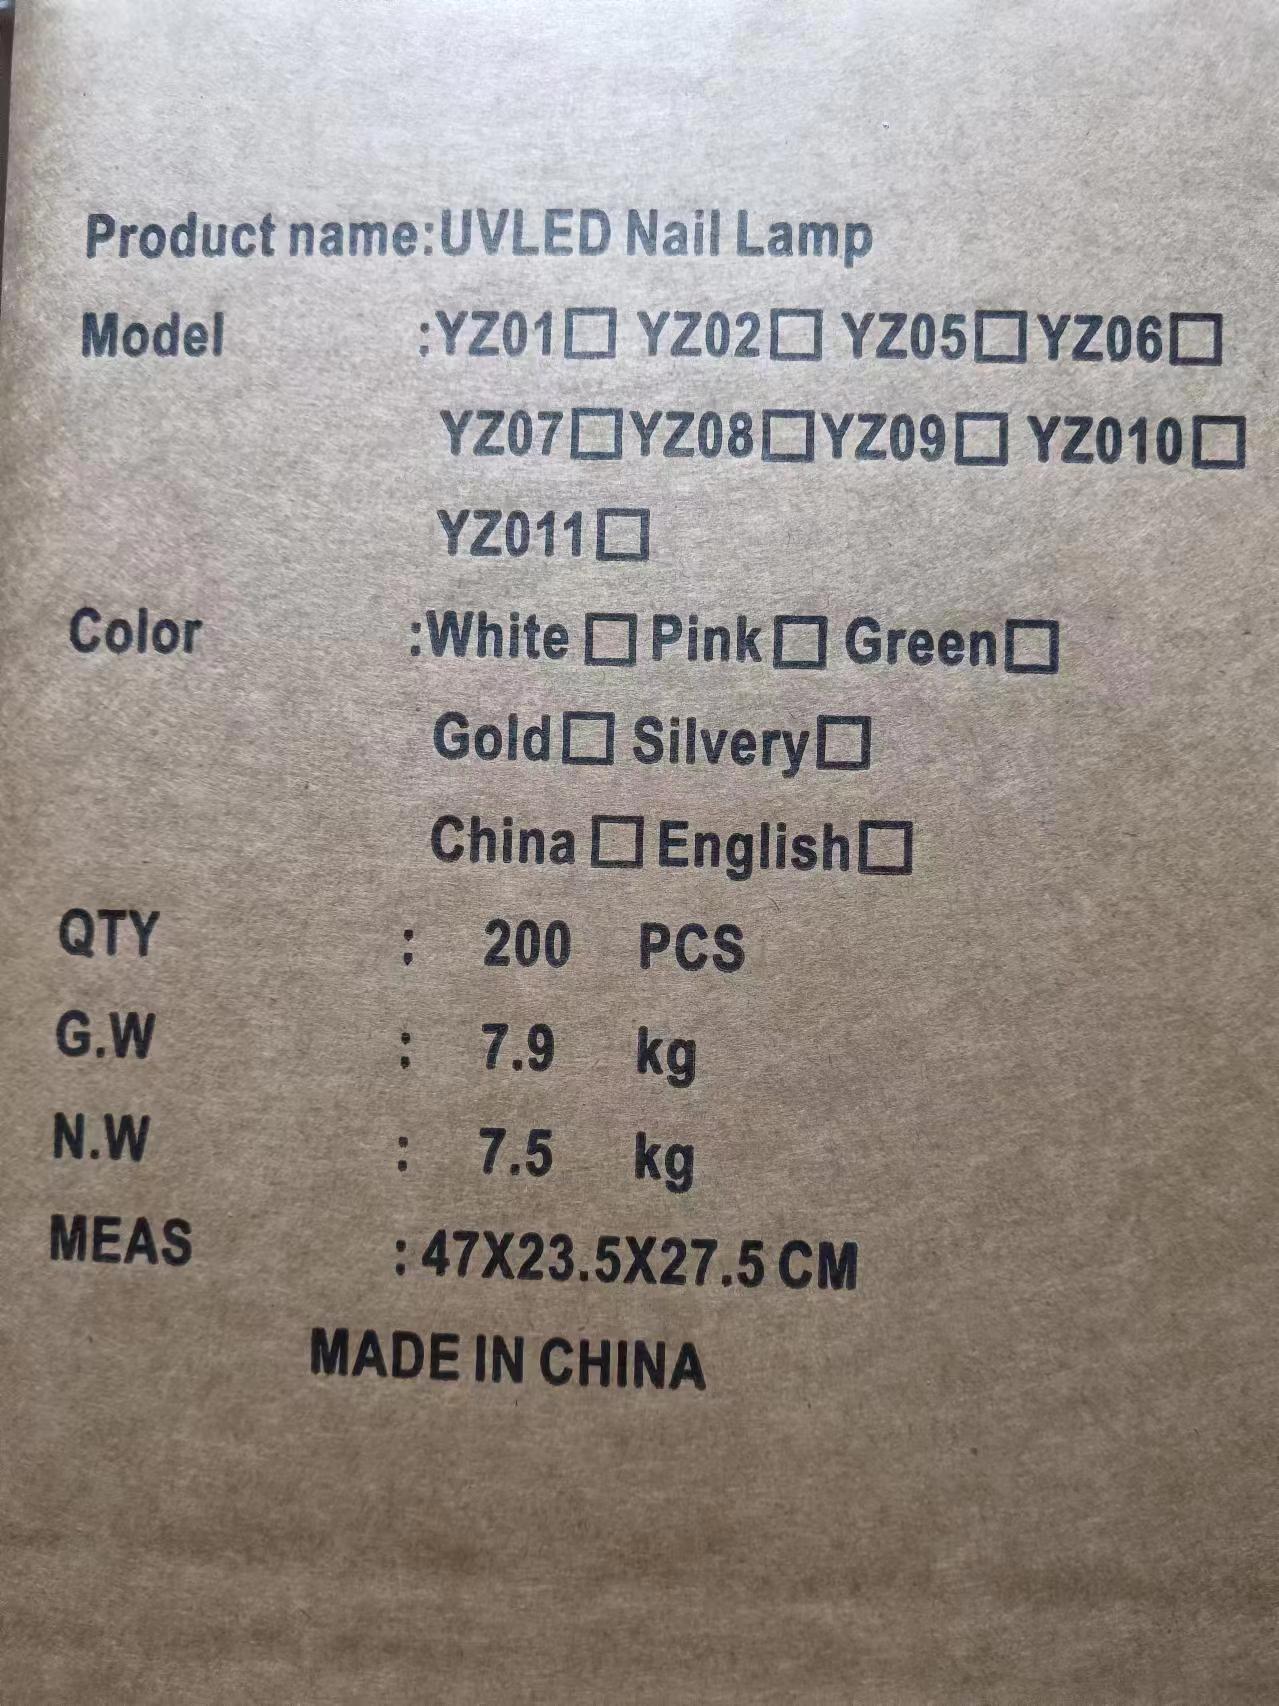 Product name:UVLED Nail Lamp
Model :YZ01□ YZ02□ YZ05□ YZ06□
YZ07□ YZ08□ YZ09□ YZ010□
YZ011□
Color :White □ Pink□ Green□
Gold□ Silvery□
China □ English□
QTY : 200 PCS
G.W : 7.9 kg
N.W : 7.5 kg
MEAS : 47X23.5X27.5 CM
MADE IN CHINA